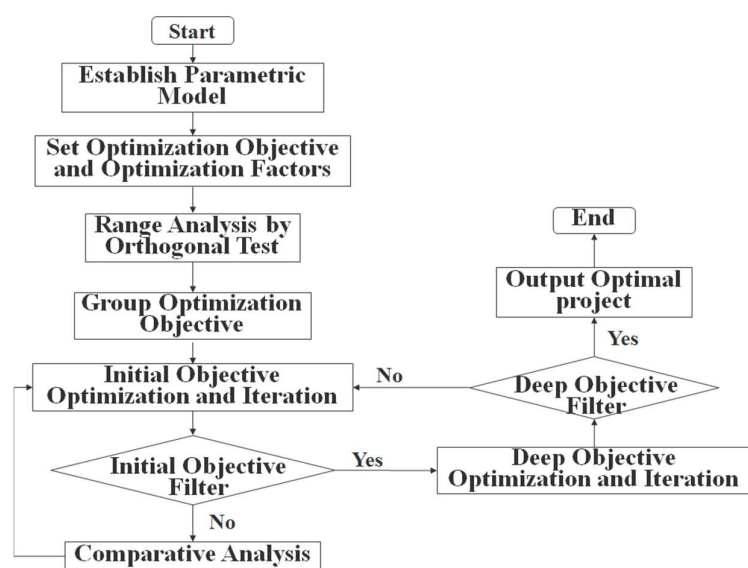 Start
Establish Parametric
Model
Set Optimization Objective
and Optimization Factors
Range Analysis by
Orthogonal Test
Group Optimization
Objective
Initial Objective
Optimization and Iteration
Initial Objective
Filter
No
Comparative Analysis
Yes
Deep Objective
Optimization and Iteration
Deep Objective
Filter
No
Yes
Output Optimal
project
End